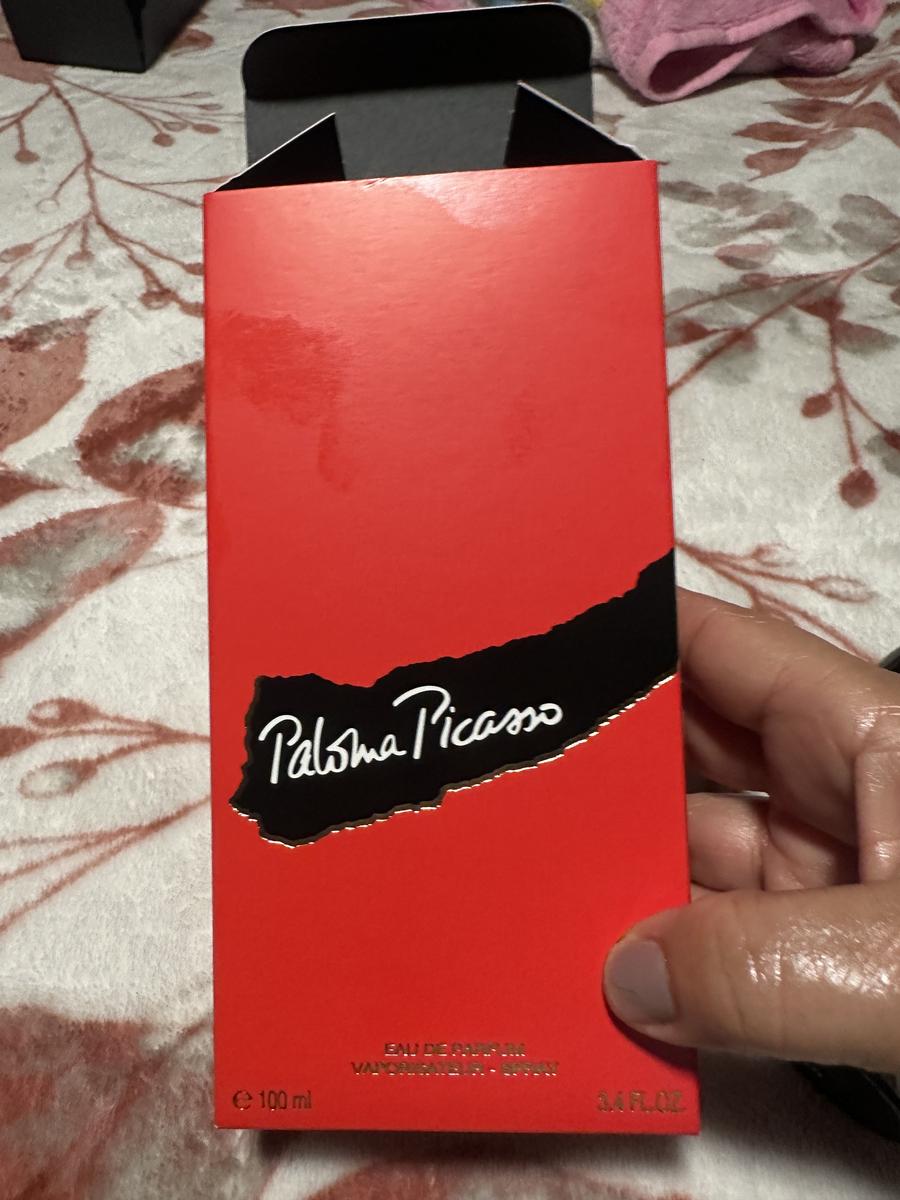 Paloma Picasso
EAU DE PARFUM
VAPORISATEUR - SPRAY
℮ 100 ml
3.4 FL.OZ.